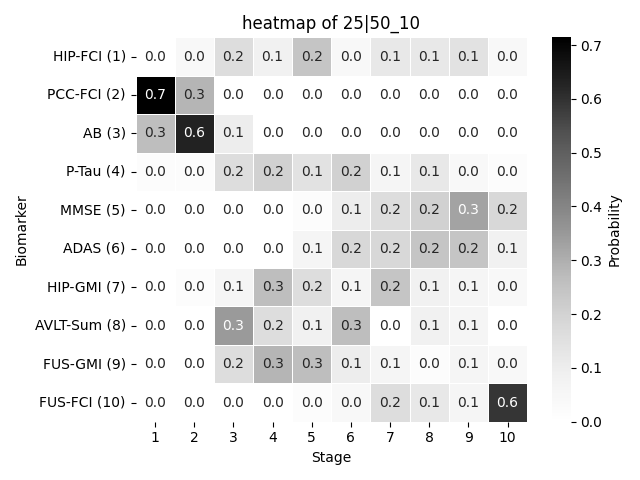 heatmap of 25|50_10
HIP-FCI (1) 0.0 0.0 0.2 0.1 0.2 0.0 0.1 0.1 0.1 0.0
PCC-FCI (2) 0.7 0.3 0.0 0.0 0.0 0.0 0.0 0.0 0.0 0.0
AB (3) 0.3 0.6 0.1 0.0 0.0 0.0 0.0 0.0 0.0 0.0
P-Tau (4) 0.0 0.0 0.2 0.2 0.1 0.2 0.1 0.1 0.0 0.0
MMSE (5) 0.0 0.0 0.0 0.0 0.0 0.1 0.2 0.2 0.3 0.2
ADAS (6) 0.0 0.0 0.0 0.0 0.1 0.2 0.2 0.2 0.2 0.1
HIP-GMI (7) 0.0 0.0 0.1 0.3 0.2 0.1 0.2 0.1 0.1 0.0
AVLT-Sum (8) 0.0 0.0 0.3 0.2 0.1 0.3 0.0 0.1 0.1 0.0
FUS-GMI (9) 0.0 0.0 0.2 0.3 0.3 0.1 0.1 0.0 0.1 0.0
FUS-FCI (10) 0.0 0.0 0.0 0.0 0.0 0.0 0.2 0.1 0.1 0.6
1 2 3 4 5 6 7 8 9 10
Stage
Biomarker
0.7
0.6
0.5
0.4
0.3
0.2
0.1
0.0
Probability